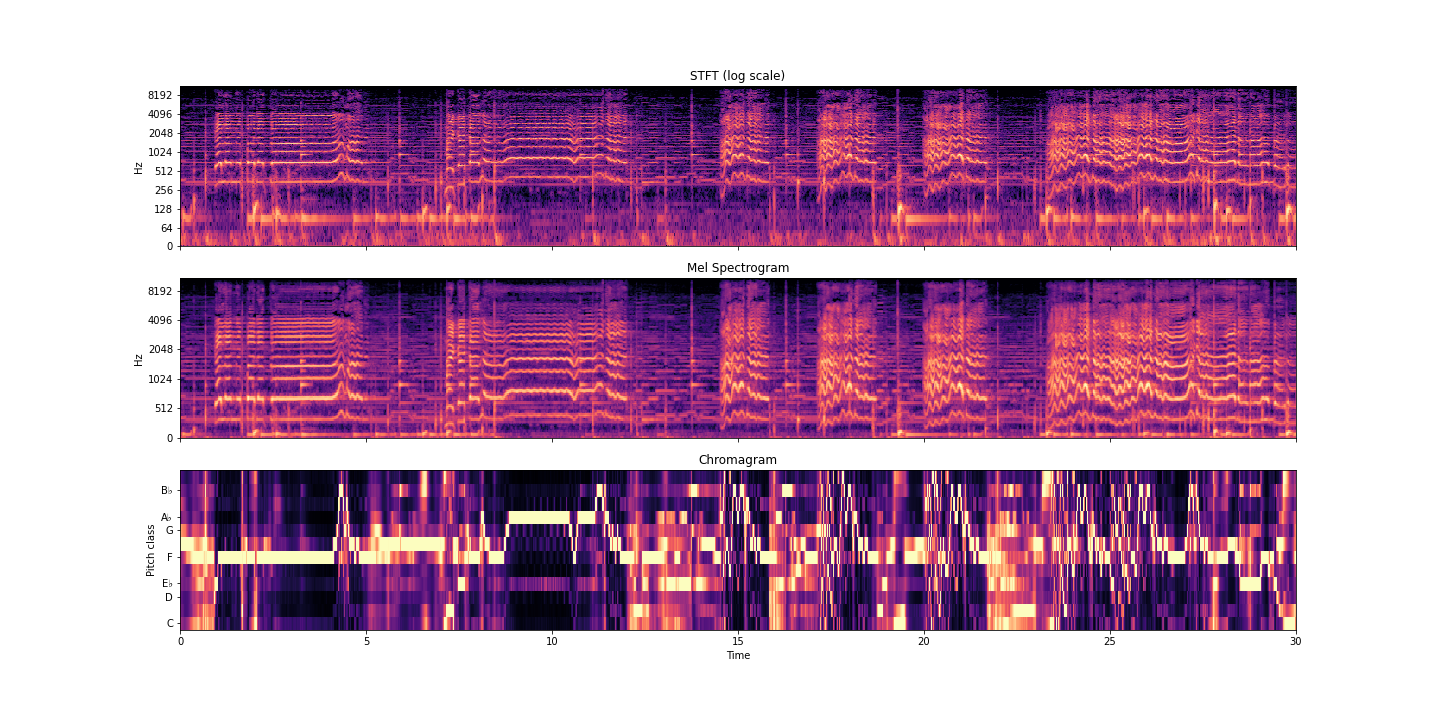 STFT (log scale)
8192
4096
2048
1024
512
256
128
64
0
Hz
Mel Spectrogram
8192
4096
2048
1024
512
0
Hz
Chromagram
B♭
A♭
G
F
E♭
D
C
Pitch class
0 5 10 15 20 25 30
Time